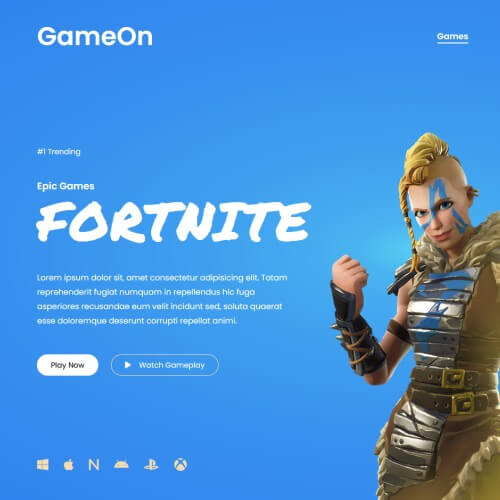 GameOn
Games
#1 Trending
Epic Games
FORTNITE
Lorem ipsum dolor sit, amet consectetur adipisicing elit. Totam
reprehenderit fugiat numquam in repellendus hic fuga
asperiores recusandae eum velit incidunt sed, soluta quaerat
esse doloremque deserunt corrupti repellat animi.
Play Now
Watch Gameplay